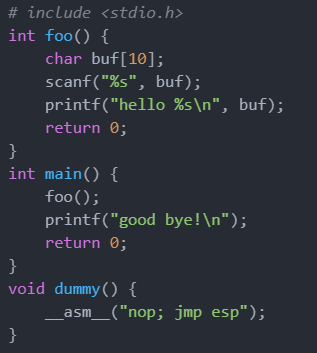 # include <stdio.h>
int foo() {
    char buf[10];
    scanf("%s", buf);
    printf("hello %s\n", buf);
    return 0;
}
int main() {
    foo();
    printf("good bye!\n");
    return 0;
}
void dummy() {
    __asm__("nop; jmp esp");
}